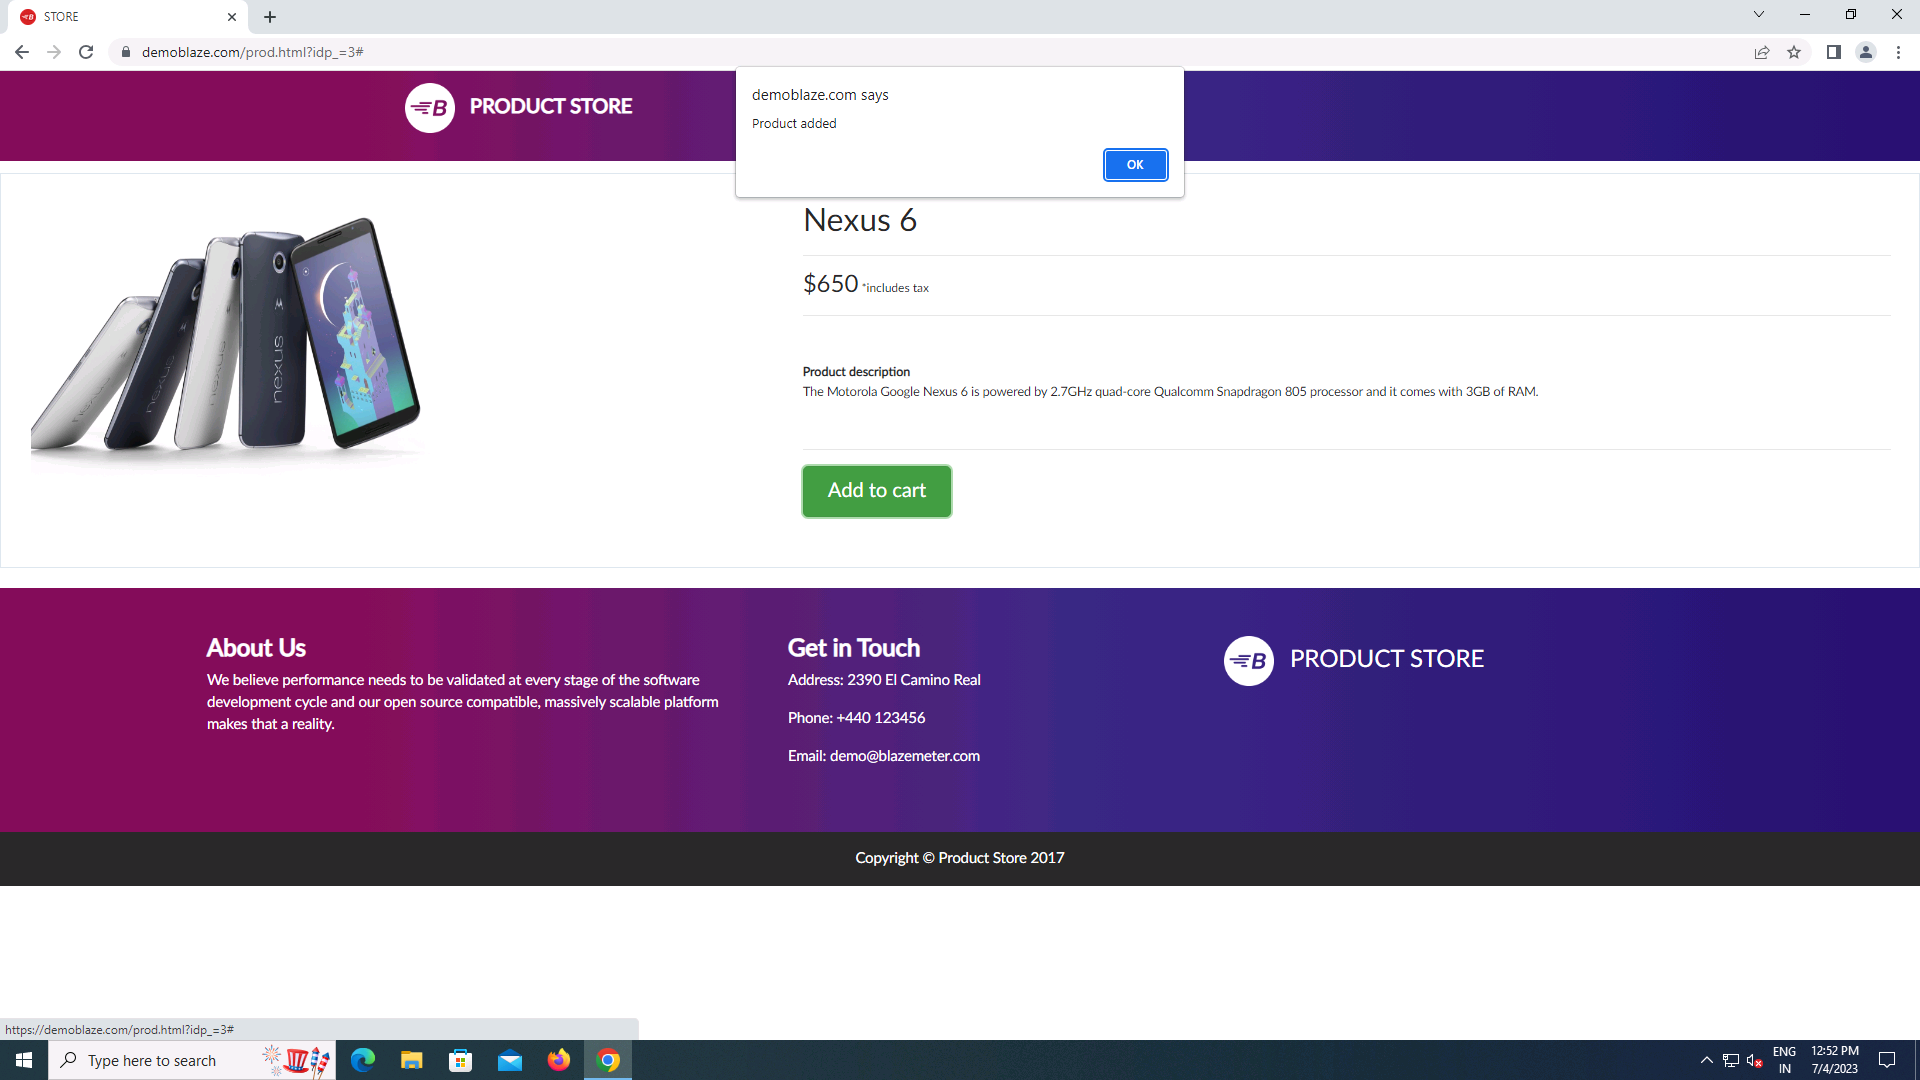 STORE
demoblaze.com/prod.html?idp_=3#
PRODUCT STORE
demoblaze.com says
Product added
OK
Nexus 6
$650 *includes tax
Product description
The Motorola Google Nexus 6 is powered by 2.7GHz quad-core Qualcomm Snapdragon 805 processor and it comes with 3GB of RAM.
nexus
nexus
nexus
nexus
Add to cart
About Us
We believe performance needs to be validated at every stage of the software
development cycle and our open source compatible, massively scalable platform
makes that a reality.
Get in Touch
Address: 2390 El Camino Real
Phone: +440 123456
Email: demo@blazemeter.com
PRODUCT STORE
Copyright © Product Store 2017
https://demoblaze.com/prod.html?idp_=3#
Type here to search
ENG
IN
12:52 PM
7/4/2023